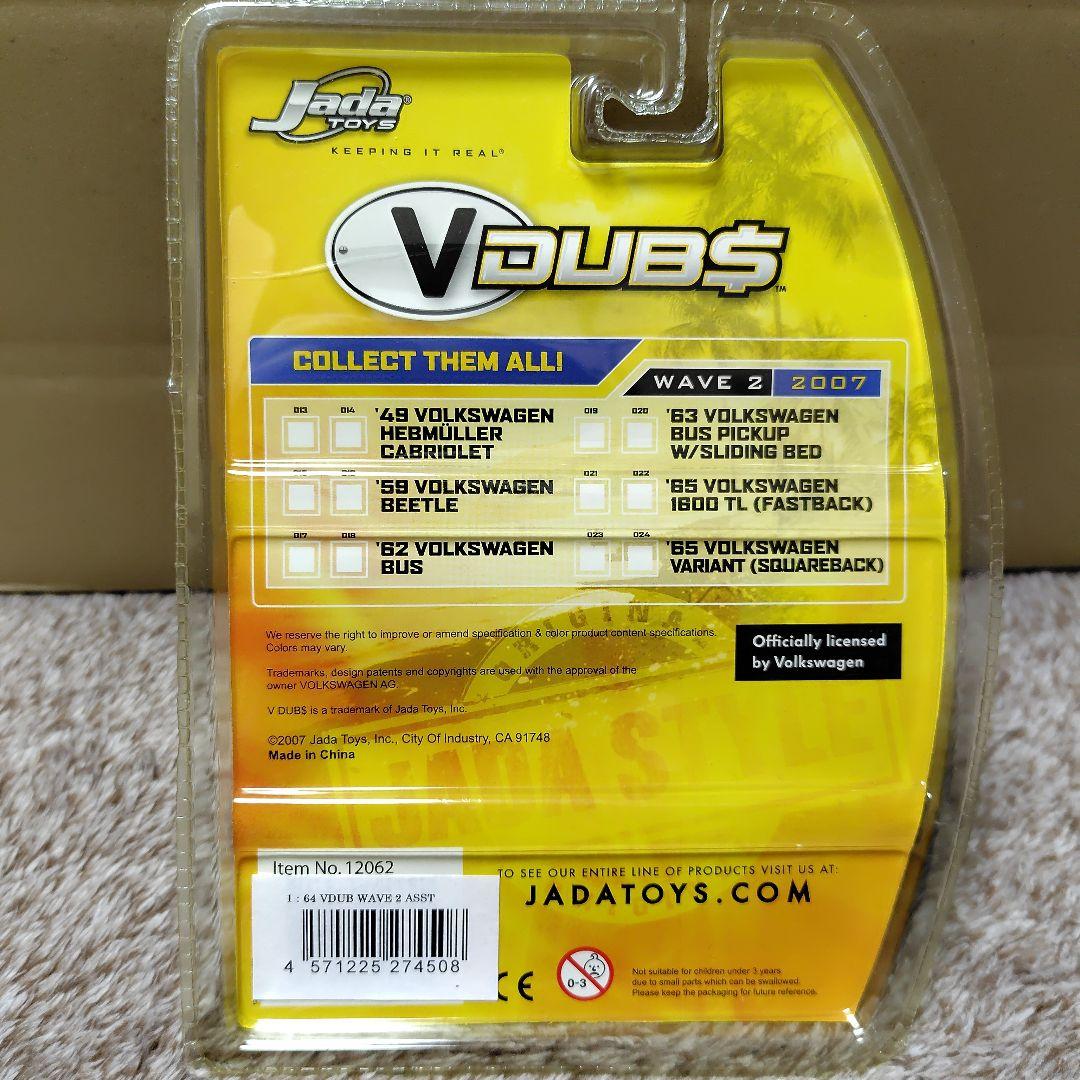 Jada®
TOYS
KEEPING IT REAL®
V DUB$™
COLLECT THEM ALL!
WAVE 2 2007
013 014
'49 VOLKSWAGEN
HEBMÜLLER
CABRIOLET
'59 VOLKSWAGEN
BEETLE
017 018
'62 VOLKSWAGEN
BUS
019 020
'63 VOLKSWAGEN
BUS PICKUP
W/SLIDING BED
021 022
'65 VOLKSWAGEN
1600 TL (FASTBACK)
023 024
'65 VOLKSWAGEN
VARIANT (SQUAREBACK)
We reserve the right to improve or amend specification & color product content specifications.
Colors may vary.
Trademarks, design patents and copyrights are used with the approval of the
owner VOLKSWAGEN AG.
V DUB$ is a trademark of Jada Toys, Inc.
©2007 Jada Toys, Inc., City Of Industry, CA 91748
Made in China
Officially licensed
by Volkswagen
JADA STYLE
Item No. 12062
1 : 64 VDUB WAVE 2 ASST
4 571225 274508
TO SEE OUR ENTIRE LINE OF PRODUCTS VISIT US AT:
JADATOYS.COM
CE
0-3
Not suitable for children under 3 years
due to small parts which can be swallowed.
Please keep the packaging for future reference.